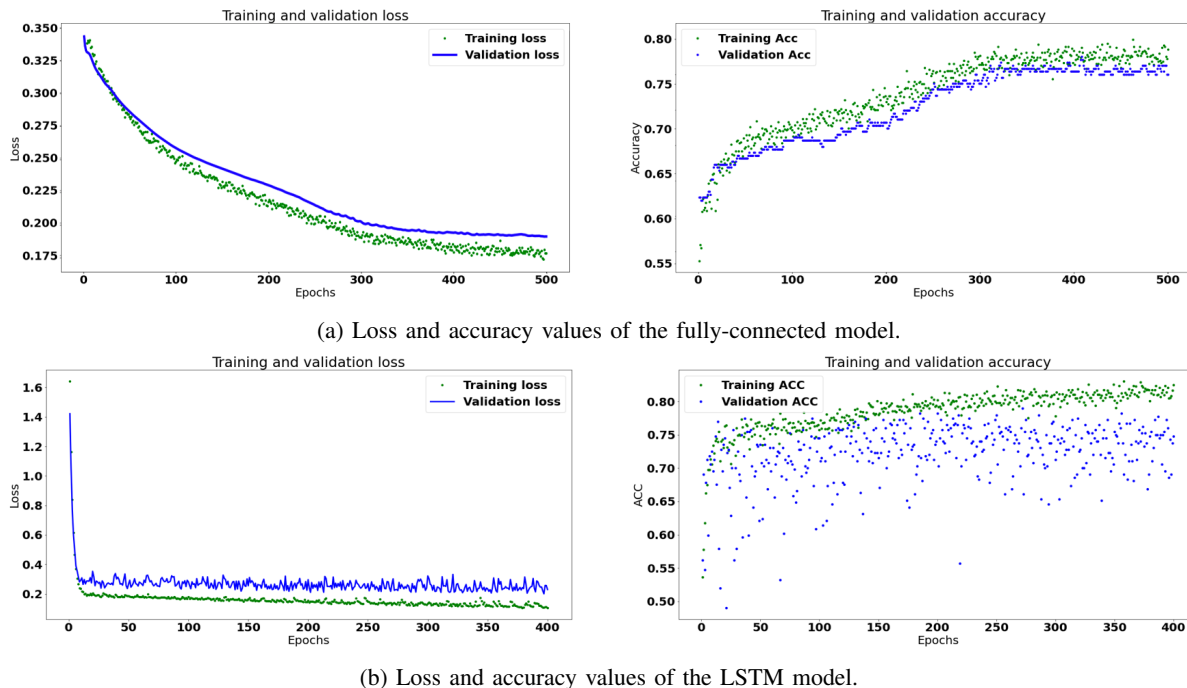 Training and validation loss
0.350
0.325
0.300
0.275
0.250
0.225
0.200
0.175
Loss
Training loss
Validation loss
0 100 200 300 400 500
Epochs
Training and validation accuracy
0.80
0.75
0.70
0.65
0.60
0.55
Accuracy
Training Acc
Validation Acc
0 100 200 300 400 500
Epochs
(a) Loss and accuracy values of the fully-connected model.
Training and validation loss
1.6
1.4
1.2
1.0
0.8
0.6
0.4
0.2
Loss
Training loss
Validation loss
0 50 100 150 200 250 300 350 400
Epochs
Training and validation accuracy
0.80
0.75
0.70
0.65
0.60
0.55
0.50
ACC
Training ACC
Validation ACC
0 50 100 150 200 250 300 350 400
Epochs
(b) Loss and accuracy values of the LSTM model.